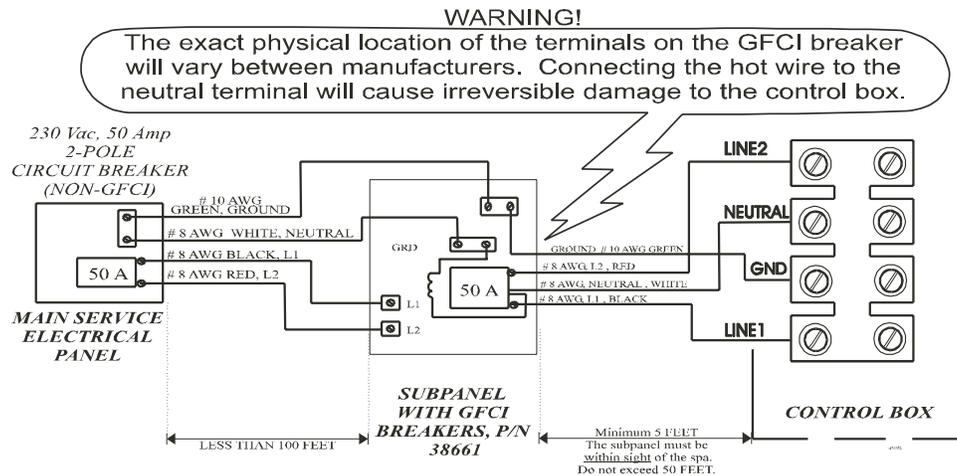 WARNING!
The exact physical location of the terminals on the GFCI breaker
will vary between manufacturers. Connecting the hot wire to the
neutral terminal will cause irreversible damage to the control box.
230 Vac, 50 Amp
2-POLE
CIRCUIT BREAKER
(NON-GFCI)
# 10 AWG
GREEN, GROUND
# 8 AWG WHITE, NEUTRAL
# 8 AWG BLACK, L1
# 8 AWG RED, L2
50 A
MAIN SERVICE
ELECTRICAL
PANEL
GRD
L1
L2
50 A
GROUND # 10 AWG GREEN
# 8 AWG, L2 , RED
# 8 AWG, NEUTRAL , WHITE
# 8 AWG, L1 , BLACK
LINE2
NEUTRAL
GND
LINE1
SUBPANEL
WITH GFCI
BREAKERS, P/N
38661
CONTROL BOX
LESS THAN 100 FEET
Minimum 5 FEET
The subpanel must be
within sight of the spa.
Do not exceed 50 FEET.